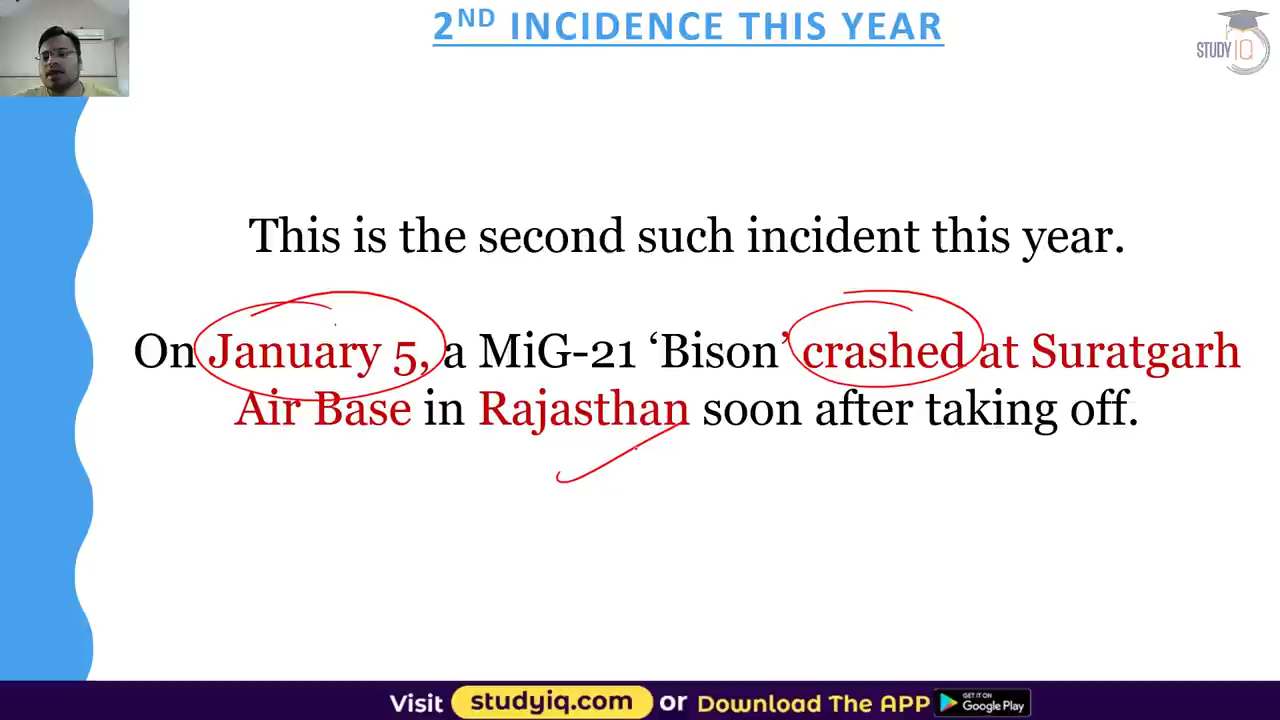 2ND INCIDENCE THIS YEAR
STUDY IQ
This is the second such incident this year.
On January 5, a MiG-21 ‘Bison’ crashed at Suratgarh
Air Base in Rajasthan soon after taking off.
Visit studyiq.com or Download The APP GET IT ON Google Play